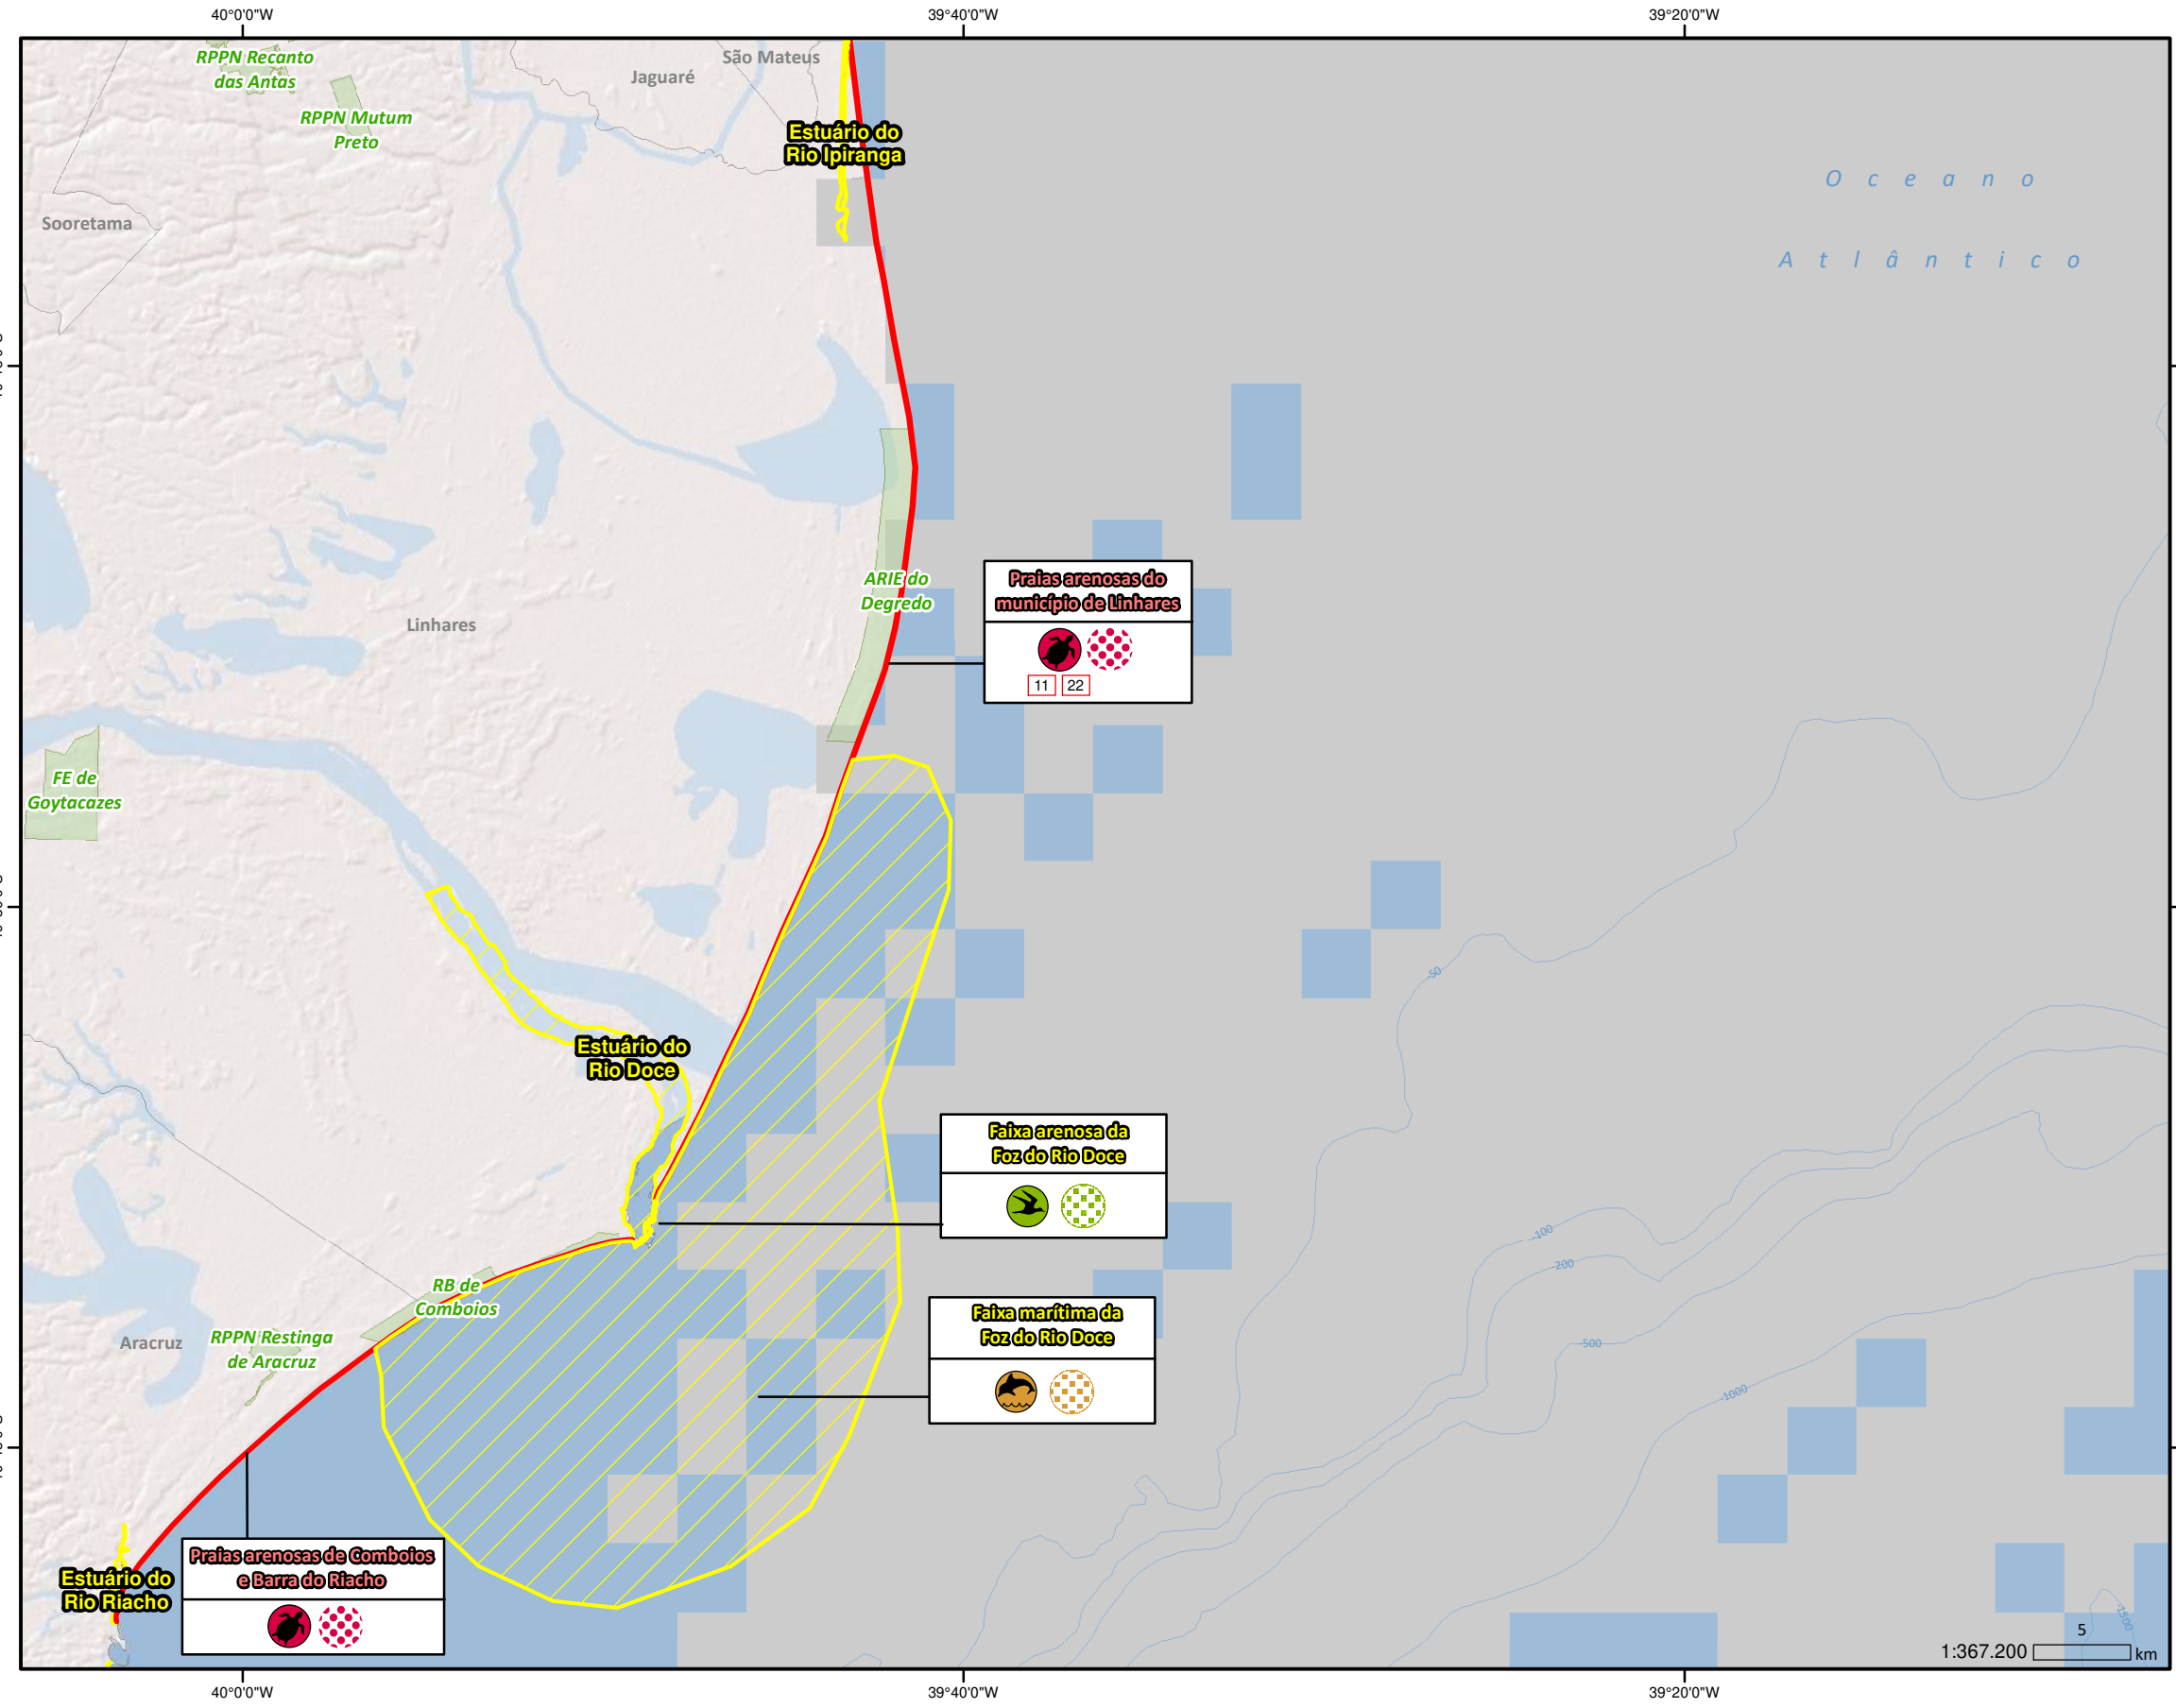 40°0'0"W
39°40'0"W
39°20'0"W
RPPN Recanto
das Antas
São Mateus
Jaguaré
RPPN Mutum
Preto
Estuário do
Rio Ipiranga
Oceano
Atlântico
Sooretama
ARIE do
Degredo
Praias arenosas do
município de Linhares
11 22
Linhares
FE de
Goytacazes
-50
Estuário do
Rio Doce
Faixa arenosa da
Foz do Rio Doce
-100
-200
RB de
Comboios
Faixa marítima da
Foz do Rio Doce
RPPN Restinga
de Aracruz
Aracruz
-500
-1000
Praias arenosas de Comboios
e Barra do Riacho
Estuário do
Rio Riacho
-1500
5
1:367.200 km
40°0'0"W
39°40'0"W
39°20'0"W